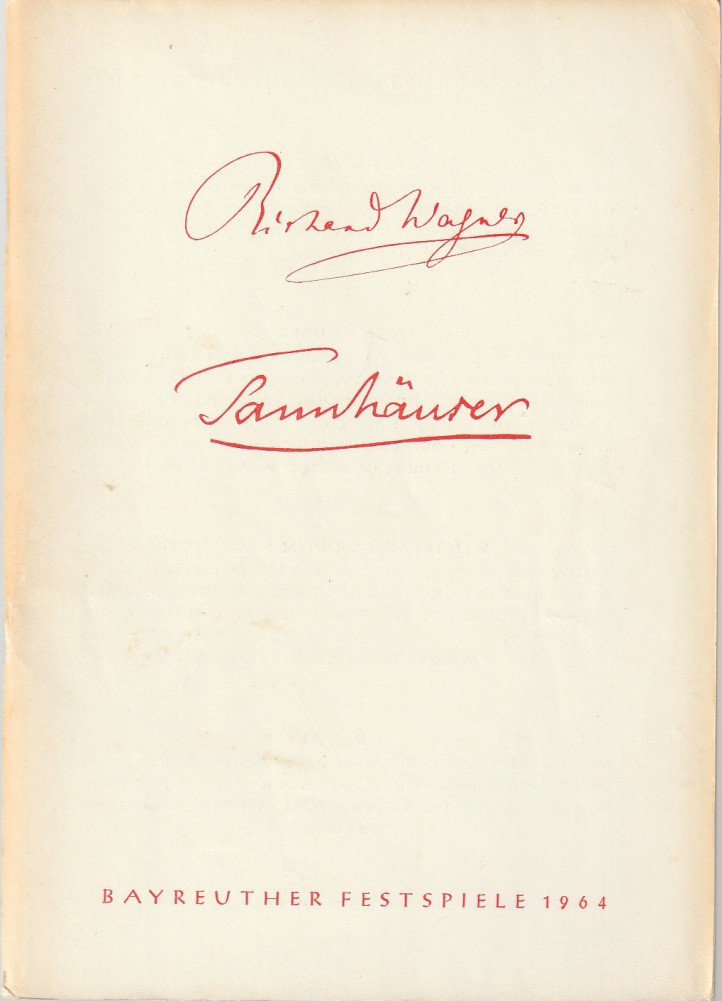 Richard Wagner
Tannhäuser
BAYREUTHER FESTSPIELE 1964